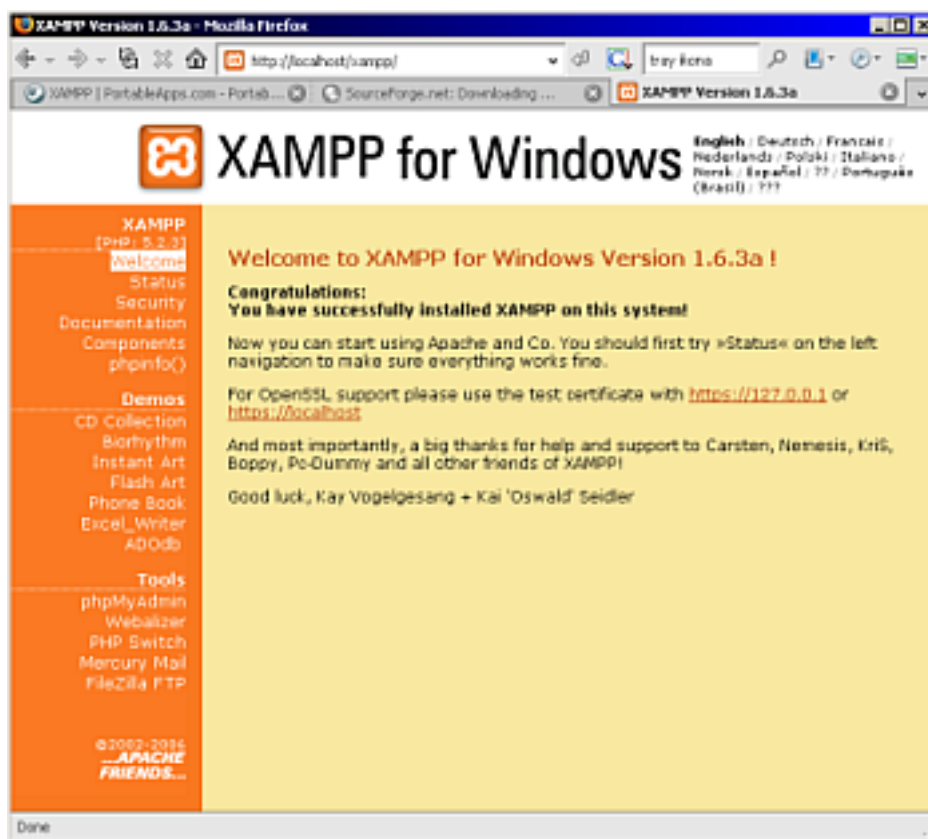 XAMPP Version 1.6.3a - Mozilla Firefox
http://localhost/xampp/
tray icons
XAMPP | PortableApps.com - Portab...
SourceForge.net: Downloading ...
XAMPP Version 1.6.3a
XAMPP for Windows
English / Deutsch / Francais /
Nederlands / Polski / Italiano /
Norsk / Español / ?? / Português
(Brasil) / ???
XAMPP
[PHP: 5.2.3]
Welcome
Status
Security
Documentation
Components
phpinfo()
Demos
CD Collection
Biorhythm
Instant Art
Flash Art
Phone Book
Excel_Writer
ADOdb
Tools
phpMyAdmin
Webalizer
PHP Switch
Mercury Mail
FileZilla FTP
©2002-2006
...APACHE
FRIENDS...
Welcome to XAMPP for Windows Version 1.6.3a !
Congratulations:
You have successfully installed XAMPP on this system!
Now you can start using Apache and Co. You should first try »Status« on the left
navigation to make sure everything works fine.
For OpenSSL support please use the test certificate with https://127.0.0.1 or
https://localhost
And most importantly, a big thanks for help and support to Carsten, Nemesis, KriS,
Boppy, Pc-Dummy and all other friends of XAMPP!
Good luck, Kay Vogelgesang + Kai 'Oswald' Seidler
Done